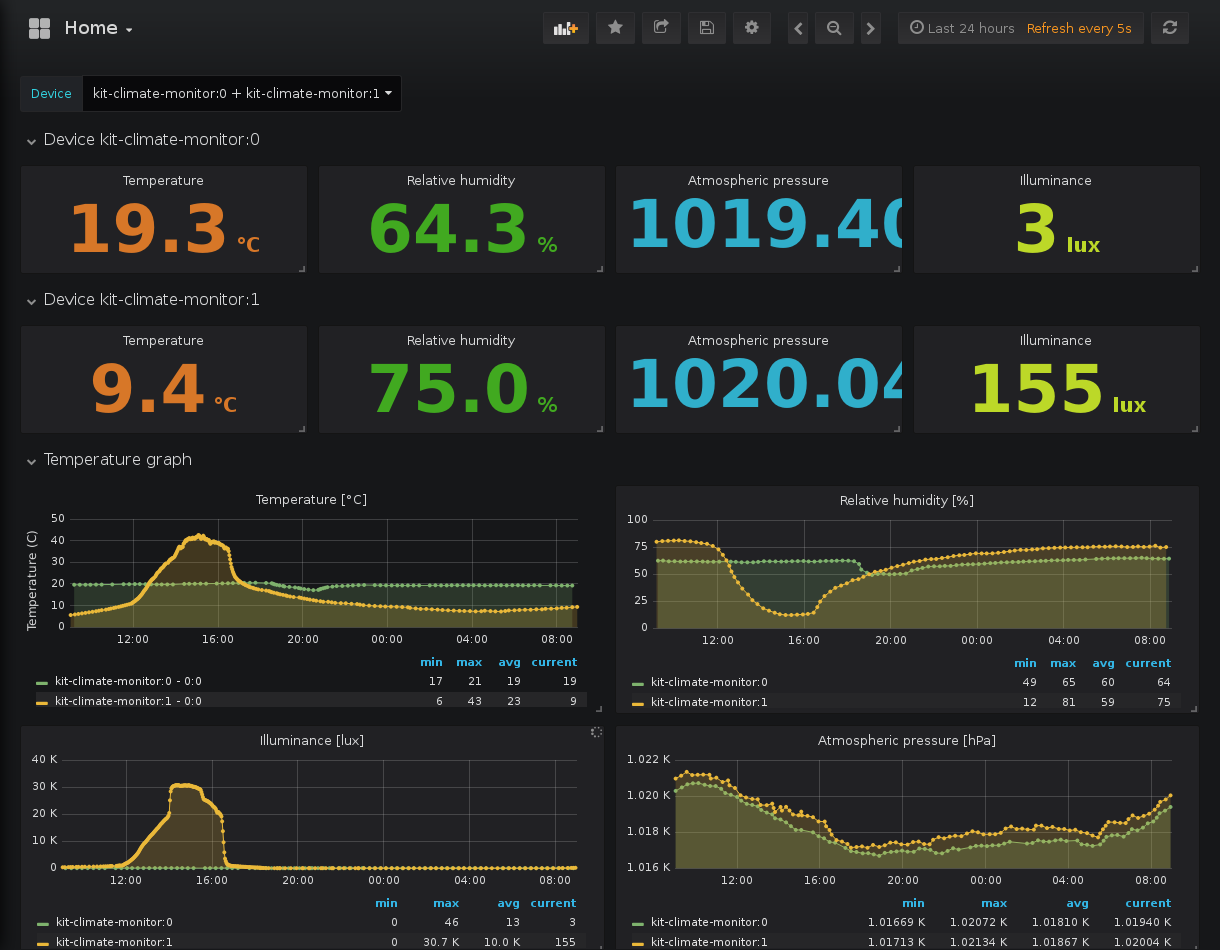 Home
Last 24 hours Refresh every 5s
Device kit-climate-monitor:0 + kit-climate-monitor:1
Device kit-climate-monitor:0
Temperature Relative humidity Atmospheric pressure Illuminance
19.3 °C 64.3 % 1019.40 3 lux
Device kit-climate-monitor:1
Temperature Relative humidity Atmospheric pressure Illuminance
9.4 °C 75.0 % 1020.04 155 lux
Temperature graph
Temperature [°C]
Temperature (C)
50
40
30
20
10
0
12:00 16:00 20:00 00:00 04:00 08:00
min max avg current
kit-climate-monitor:0 - 0:0 17 21 19 19
kit-climate-monitor:1 - 0:0 6 43 23 9
Relative humidity [%]
100
75
50
25
0
12:00 16:00 20:00 00:00 04:00 08:00
min max avg current
kit-climate-monitor:0 49 65 60 64
kit-climate-monitor:1 12 81 59 75
Illuminance [lux]
40 K
30 K
20 K
10 K
0
12:00 16:00 20:00 00:00 04:00 08:00
min max avg current
kit-climate-monitor:0 0 46 13 3
kit-climate-monitor:1 0 30.7 K 10.0 K 155
Atmospheric pressure [hPa]
1.022 K
1.020 K
1.018 K
1.016 K
12:00 16:00 20:00 00:00 04:00 08:00
min max avg current
kit-climate-monitor:0 1.01669 K 1.02072 K 1.01810 K 1.01940 K
kit-climate-monitor:1 1.01713 K 1.02134 K 1.01867 K 1.02004 K